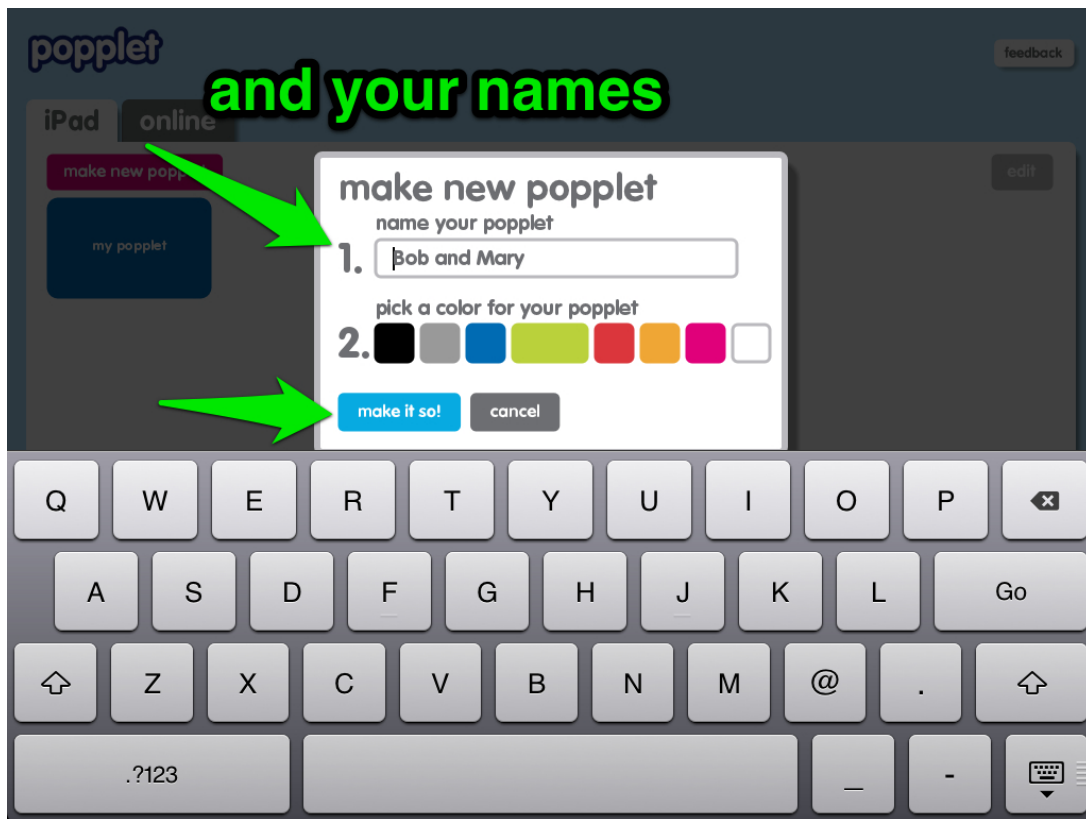 popplet
feedback
and your names
iPad online
make new popplet
edit
my popplet
make new popplet
name your popplet
1. Bob and Mary
pick a color for your popplet
2.
make it so! cancel
Q W E R T Y U I O P
A S D F G H J K L Go
Z X C V B N M @ .
.?123 _ -